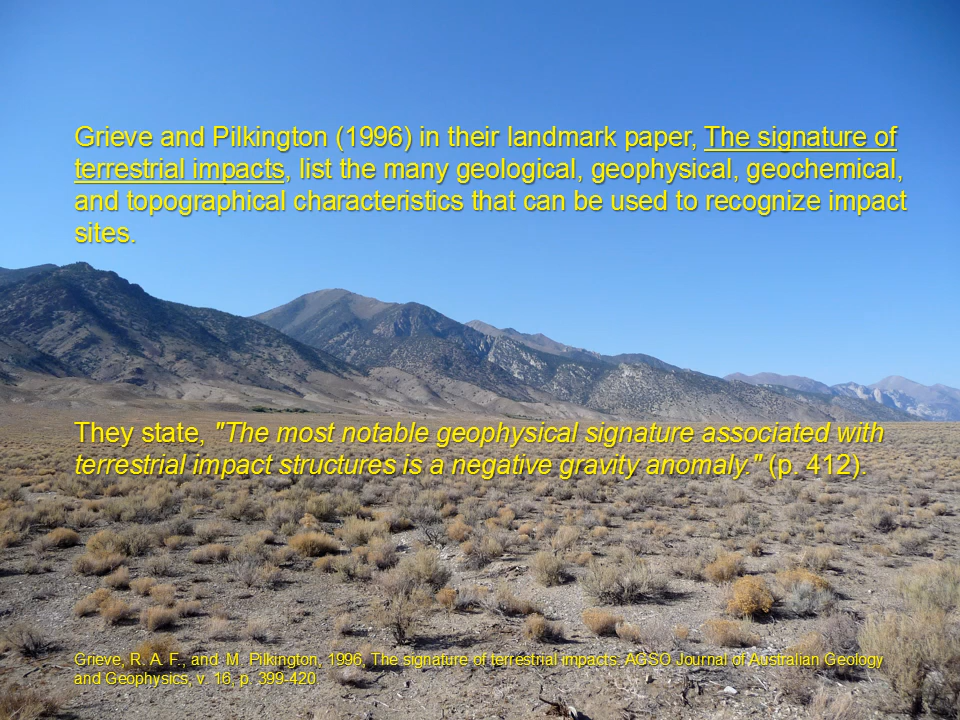 Grieve and Pilkington (1996) in their landmark paper, The signature of
terrestrial impacts, list the many geological, geophysical, geochemical,
and topographical characteristics that can be used to recognize impact
sites.
They state, "The most notable geophysical signature associated with
terrestrial impact structures is a negative gravity anomaly." (p. 412).
Grieve, R. A. F., and M. Pilkington, 1996, The signature of terrestrial impacts: AGSO Journal of Australian Geology
and Geophysics, v. 16, p. 399-420.